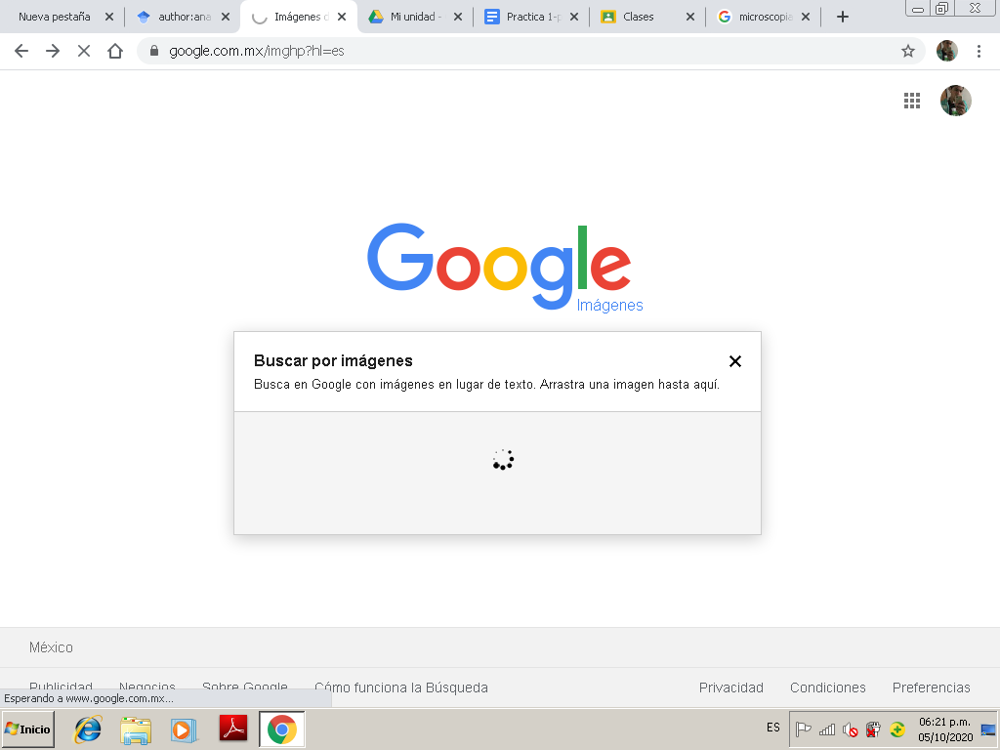 Nueva pestaña
author:ana
Imágenes d
Mi unidad -
Practica 1-p
Clases
microscopia
google.com.mx/imghp?hl=es
Google
Imágenes
Buscar por imágenes
Busca en Google con imágenes en lugar de texto. Arrastra una imagen hasta aquí.
México
Publicidad Negocios Sobre Google Cómo funciona la Búsqueda Privacidad Condiciones Preferencias
Esperando a www.google.com.mx...
Inicio
ES
06:21 p.m.
05/10/2020